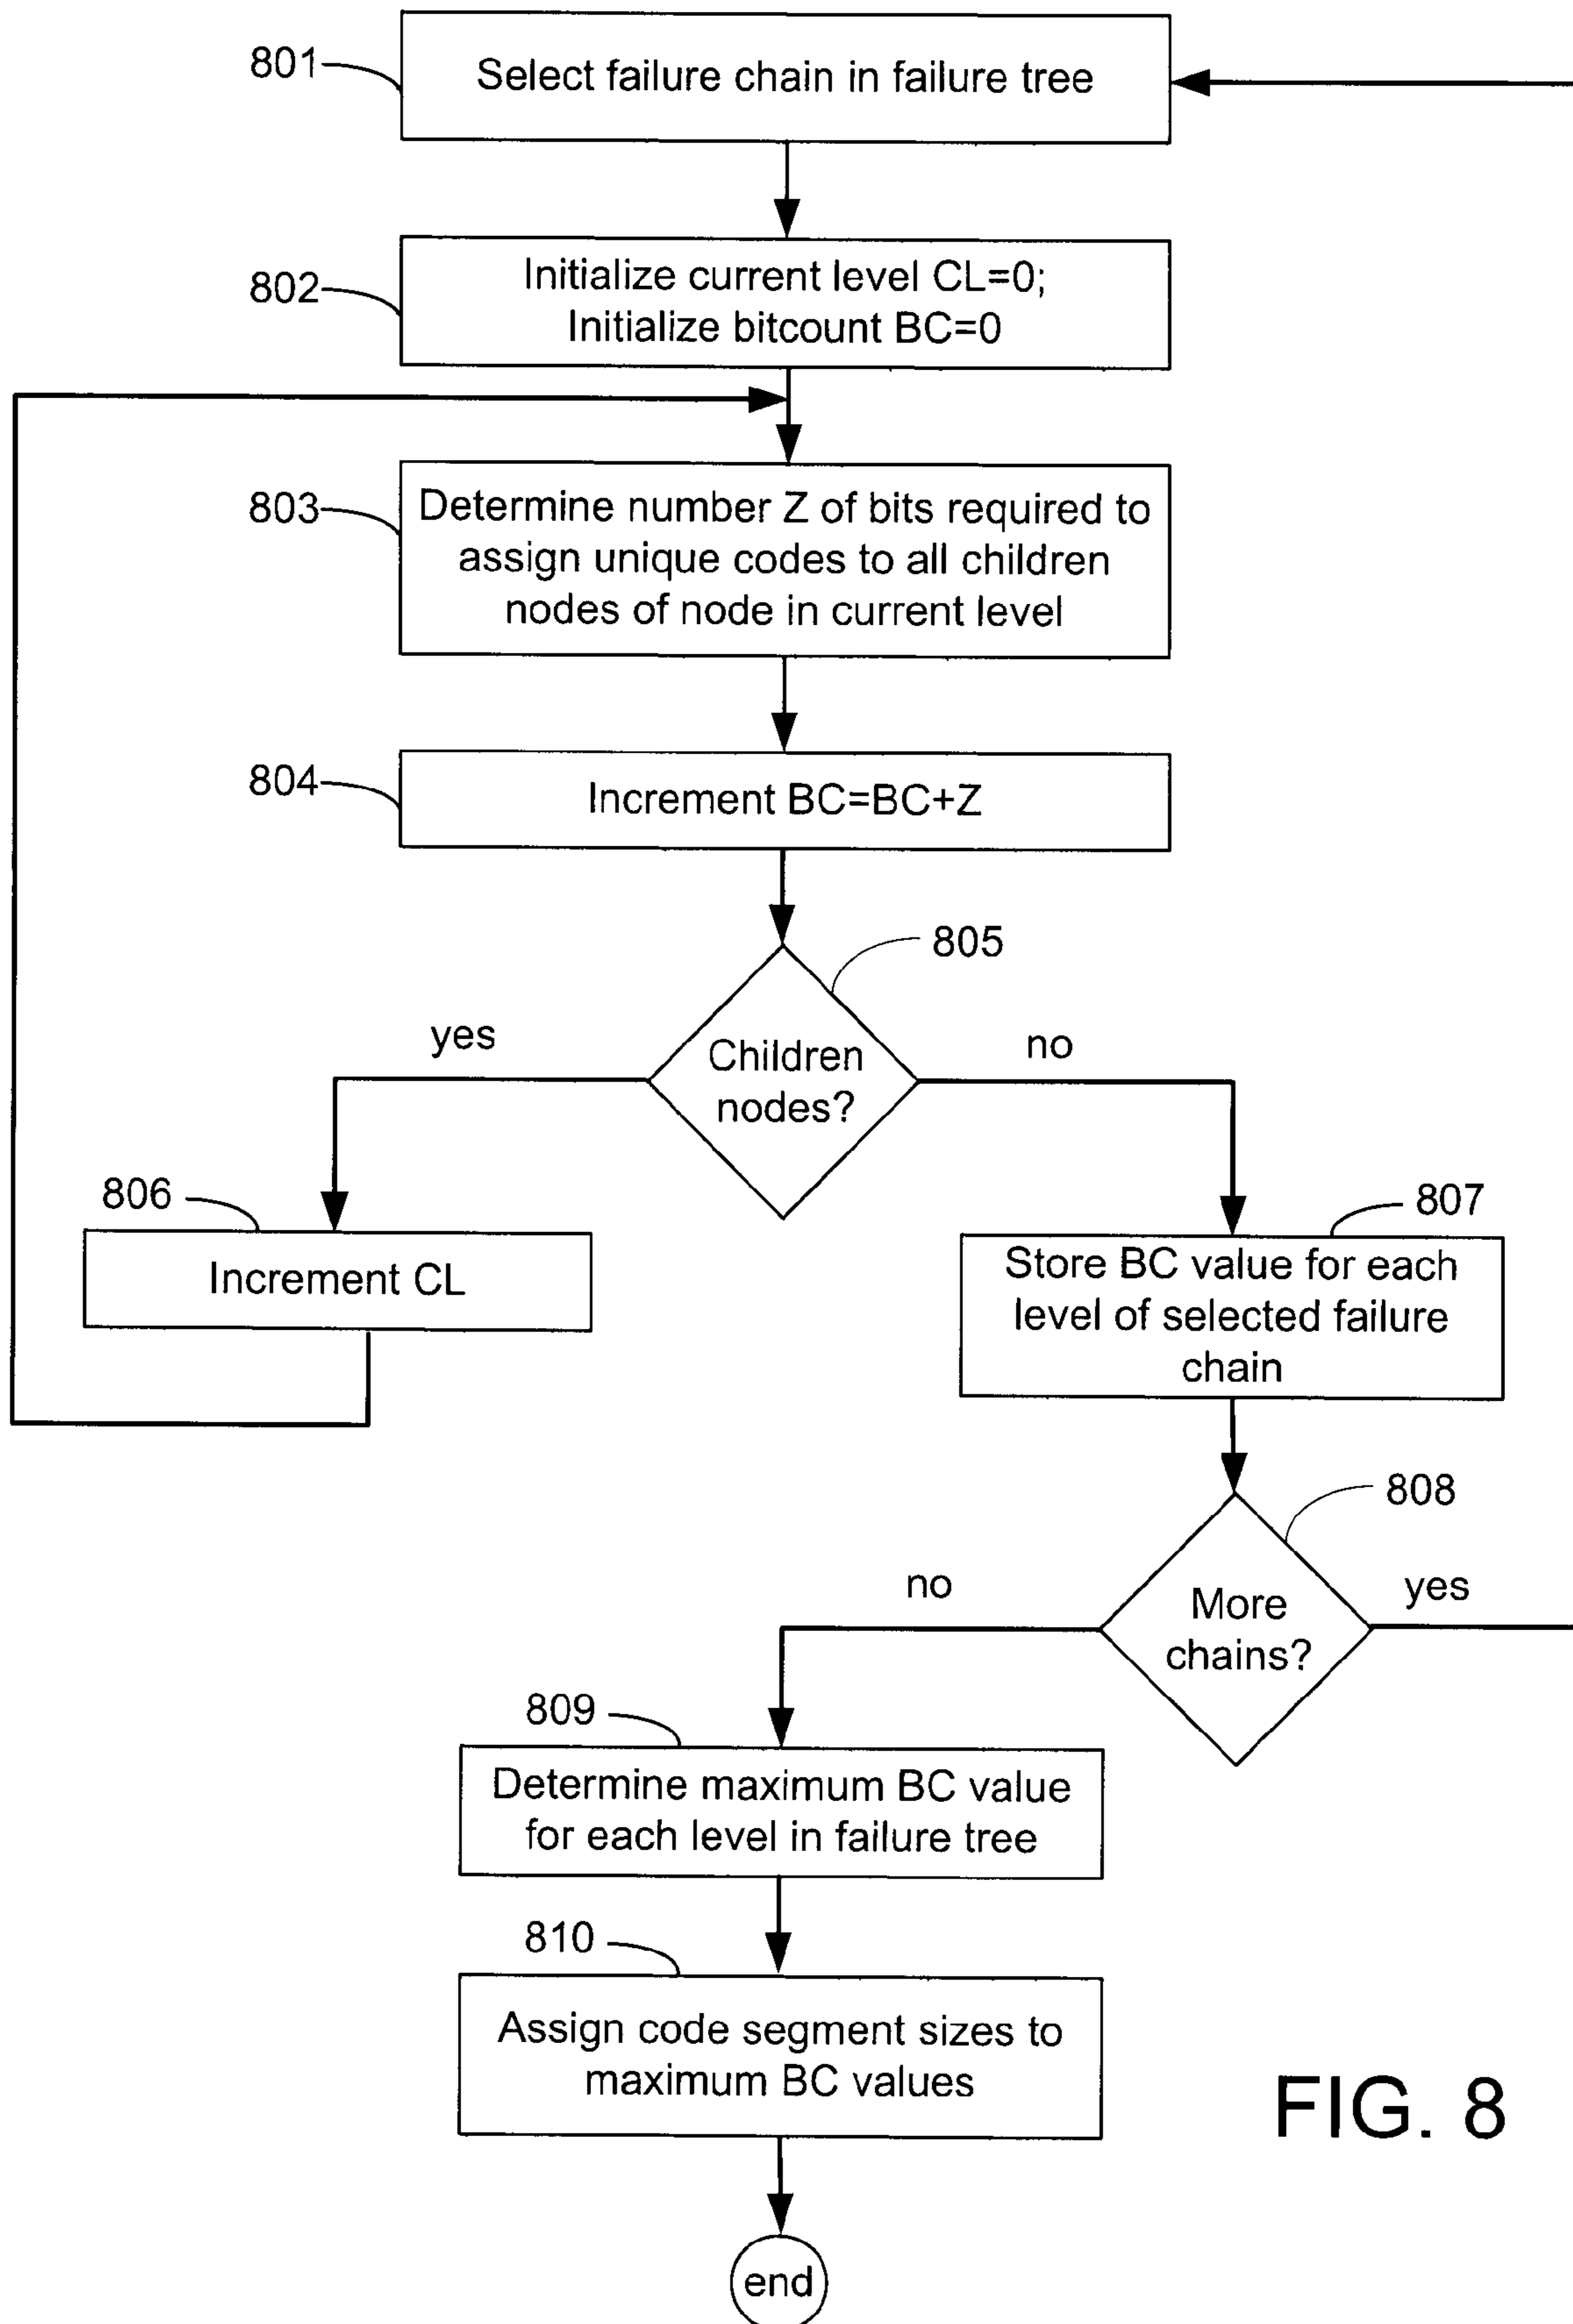 801
Select failure chain in failure tree
802
Initialize current level CL=0;
Initialize bitcount BC=0
803
Determine number Z of bits required to
assign unique codes to all children
nodes of node in current level
804
Increment BC=BC+Z
805
Children
nodes?
yes
no
806
Increment CL
807
Store BC value for each
level of selected failure
chain
808
More
chains?
no
yes
809
Determine maximum BC value
for each level in failure tree
810
Assign code segment sizes to
maximum BC values
end
FIG. 8